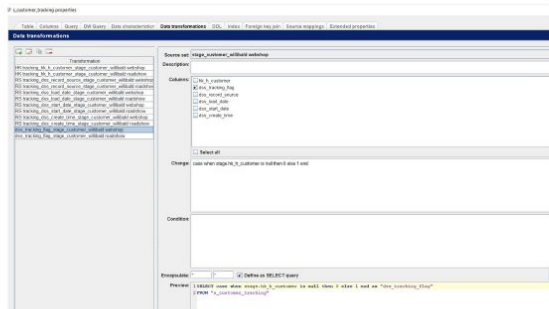 s_customer_tracking properties
Table Columns Query DW Query Data characteristics Data transformations DDL Index Foreign key join Source mappings Extended properties
Data transformations
Transformation
RR tracking_hk_h_customer_stage_customer_willibald webshop
RR tracking_hk_h_customer_stage_customer_willibald roadshow
RS tracking_dss_record_source_stage_customer_willibald webshop
RS tracking_dss_record_source_stage_customer_willibald roadshow
RS tracking_dss_load_date_stage_customer_willibald webshop
RS tracking_dss_load_date_stage_customer_willibald roadshow
RS tracking_dss_start_date_stage_customer_willibald webshop
RS tracking_dss_start_date_stage_customer_willibald roadshow
RS tracking_dss_create_time_stage_customer_willibald webshop
RS tracking_dss_create_time_stage_customer_willibald roadshow
dss_tracking_flag_stage_customer_willibald webshop
dss_tracking_flag_stage_customer_willibald roadshow
Source set: stage_customer_willibald webshop
Description:
Columns:
hk_h_customer
dss_tracking_flag
dss_record_source
dss_load_date
dss_start_date
dss_create_time
Select all
Change: case when stage.hk_h_customer is null then 0 else 1 end
Condition:
Encapsulate: " " Define as SELECT query
Preview: 1 SELECT case when stage.hk_h_customer is null then 0 else 1 end as "dss_tracking_flag"
2 FROM "s_customer_tracking"